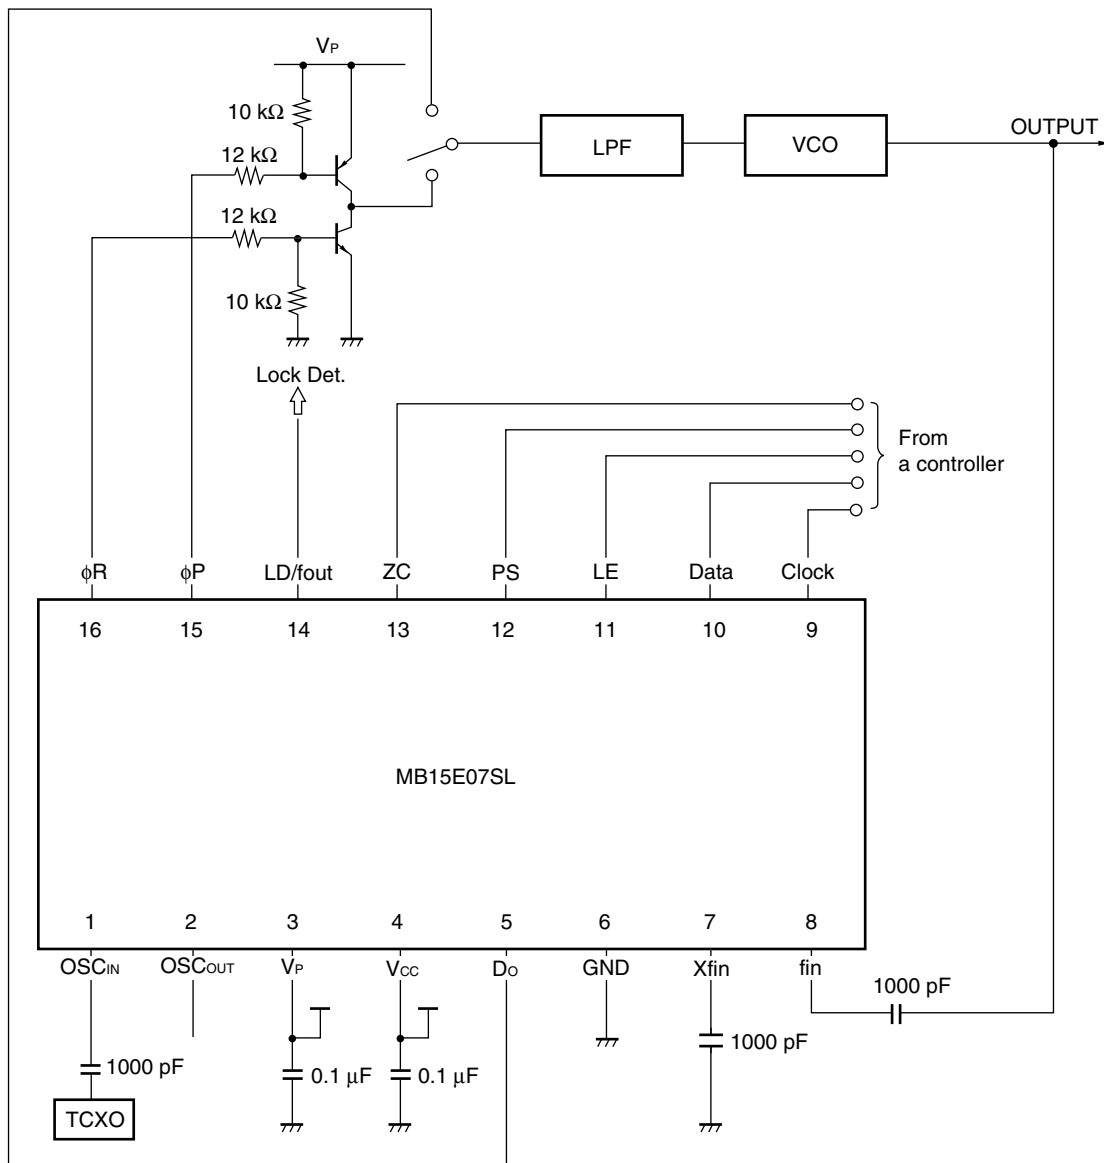 VP
10 kΩ
OUTPUT
LPF
VCO
12 kΩ
12 kΩ
10 kΩ
Lock Det.
From
a controller
ϕR
ϕP
LD/fout
ZC
PS
LE
Data
Clock
16
15
14
13
12
11
10
9
MB15E07SL
1
2
3
4
5
6
7
8
OSCIN
OSCOUT
VP
VCC
DO
GND
Xfin
fin
1000 pF
1000 pF
1000 pF
0.1 μF
0.1 μF
TCXO